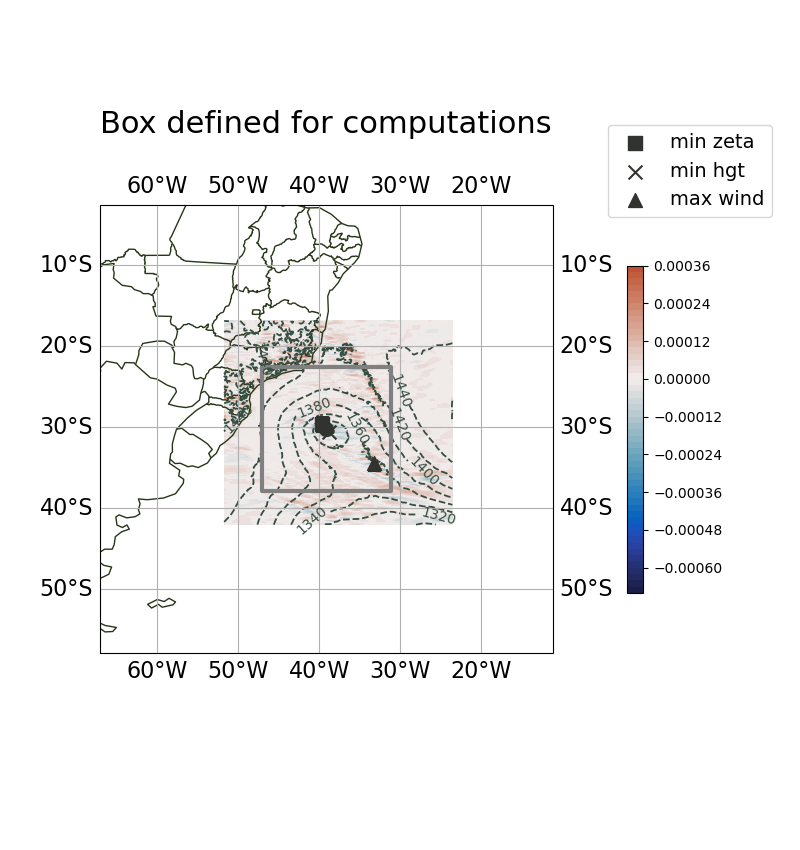 Box defined for computations
min zeta
min hgt
max wind
60°W 50°W 40°W 30°W 20°W
10°S 10°S
20°S 20°S
30°S 30°S
40°S 40°S
50°S 50°S
60°W 50°W 40°W 30°W 20°W
1380
1360
1440
1420
1400
1340
1320
0.00036
0.00024
0.00012
0.00000
−0.00012
−0.00024
−0.00036
−0.00048
−0.00060